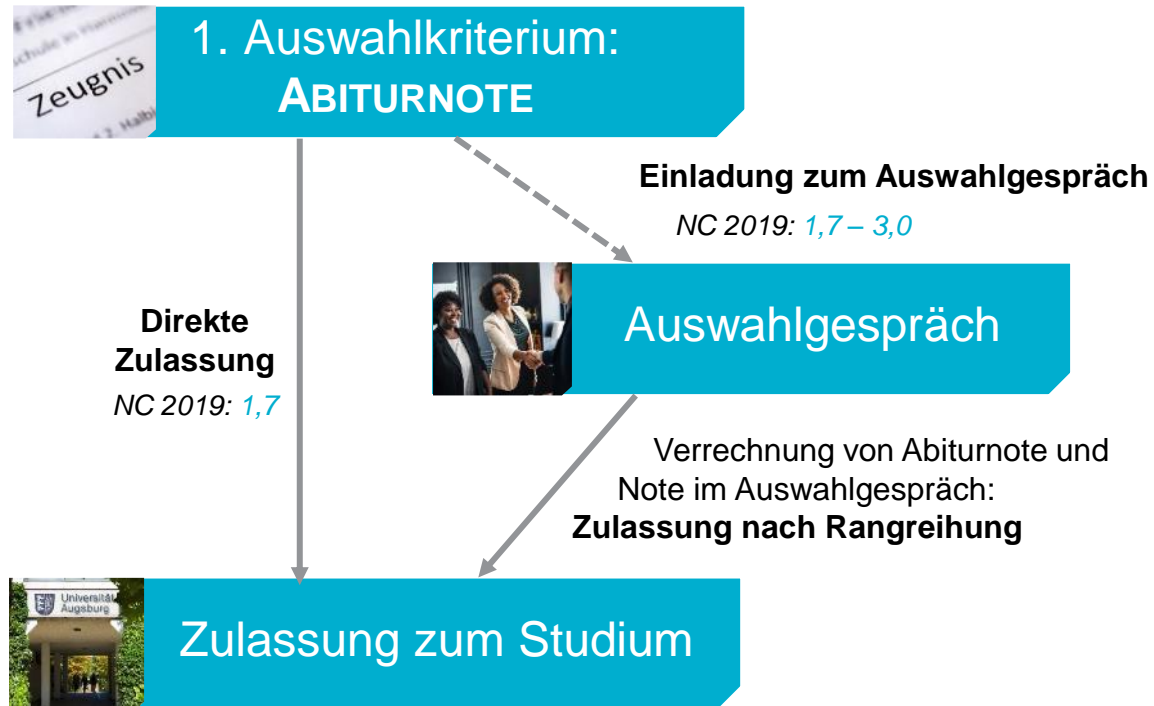 Zeugnis
1. Auswahlkriterium:
ABITURNOTE
Einladung zum Auswahlgespräch
NC 2019: 1,7 – 3,0
Auswahlgespräch
Direkte
Zulassung
NC 2019: 1,7
Verrechnung von Abiturnote und
Note im Auswahlgespräch:
Zulassung nach Rangreihung
Universität
Augsburg
Zulassung zum Studium